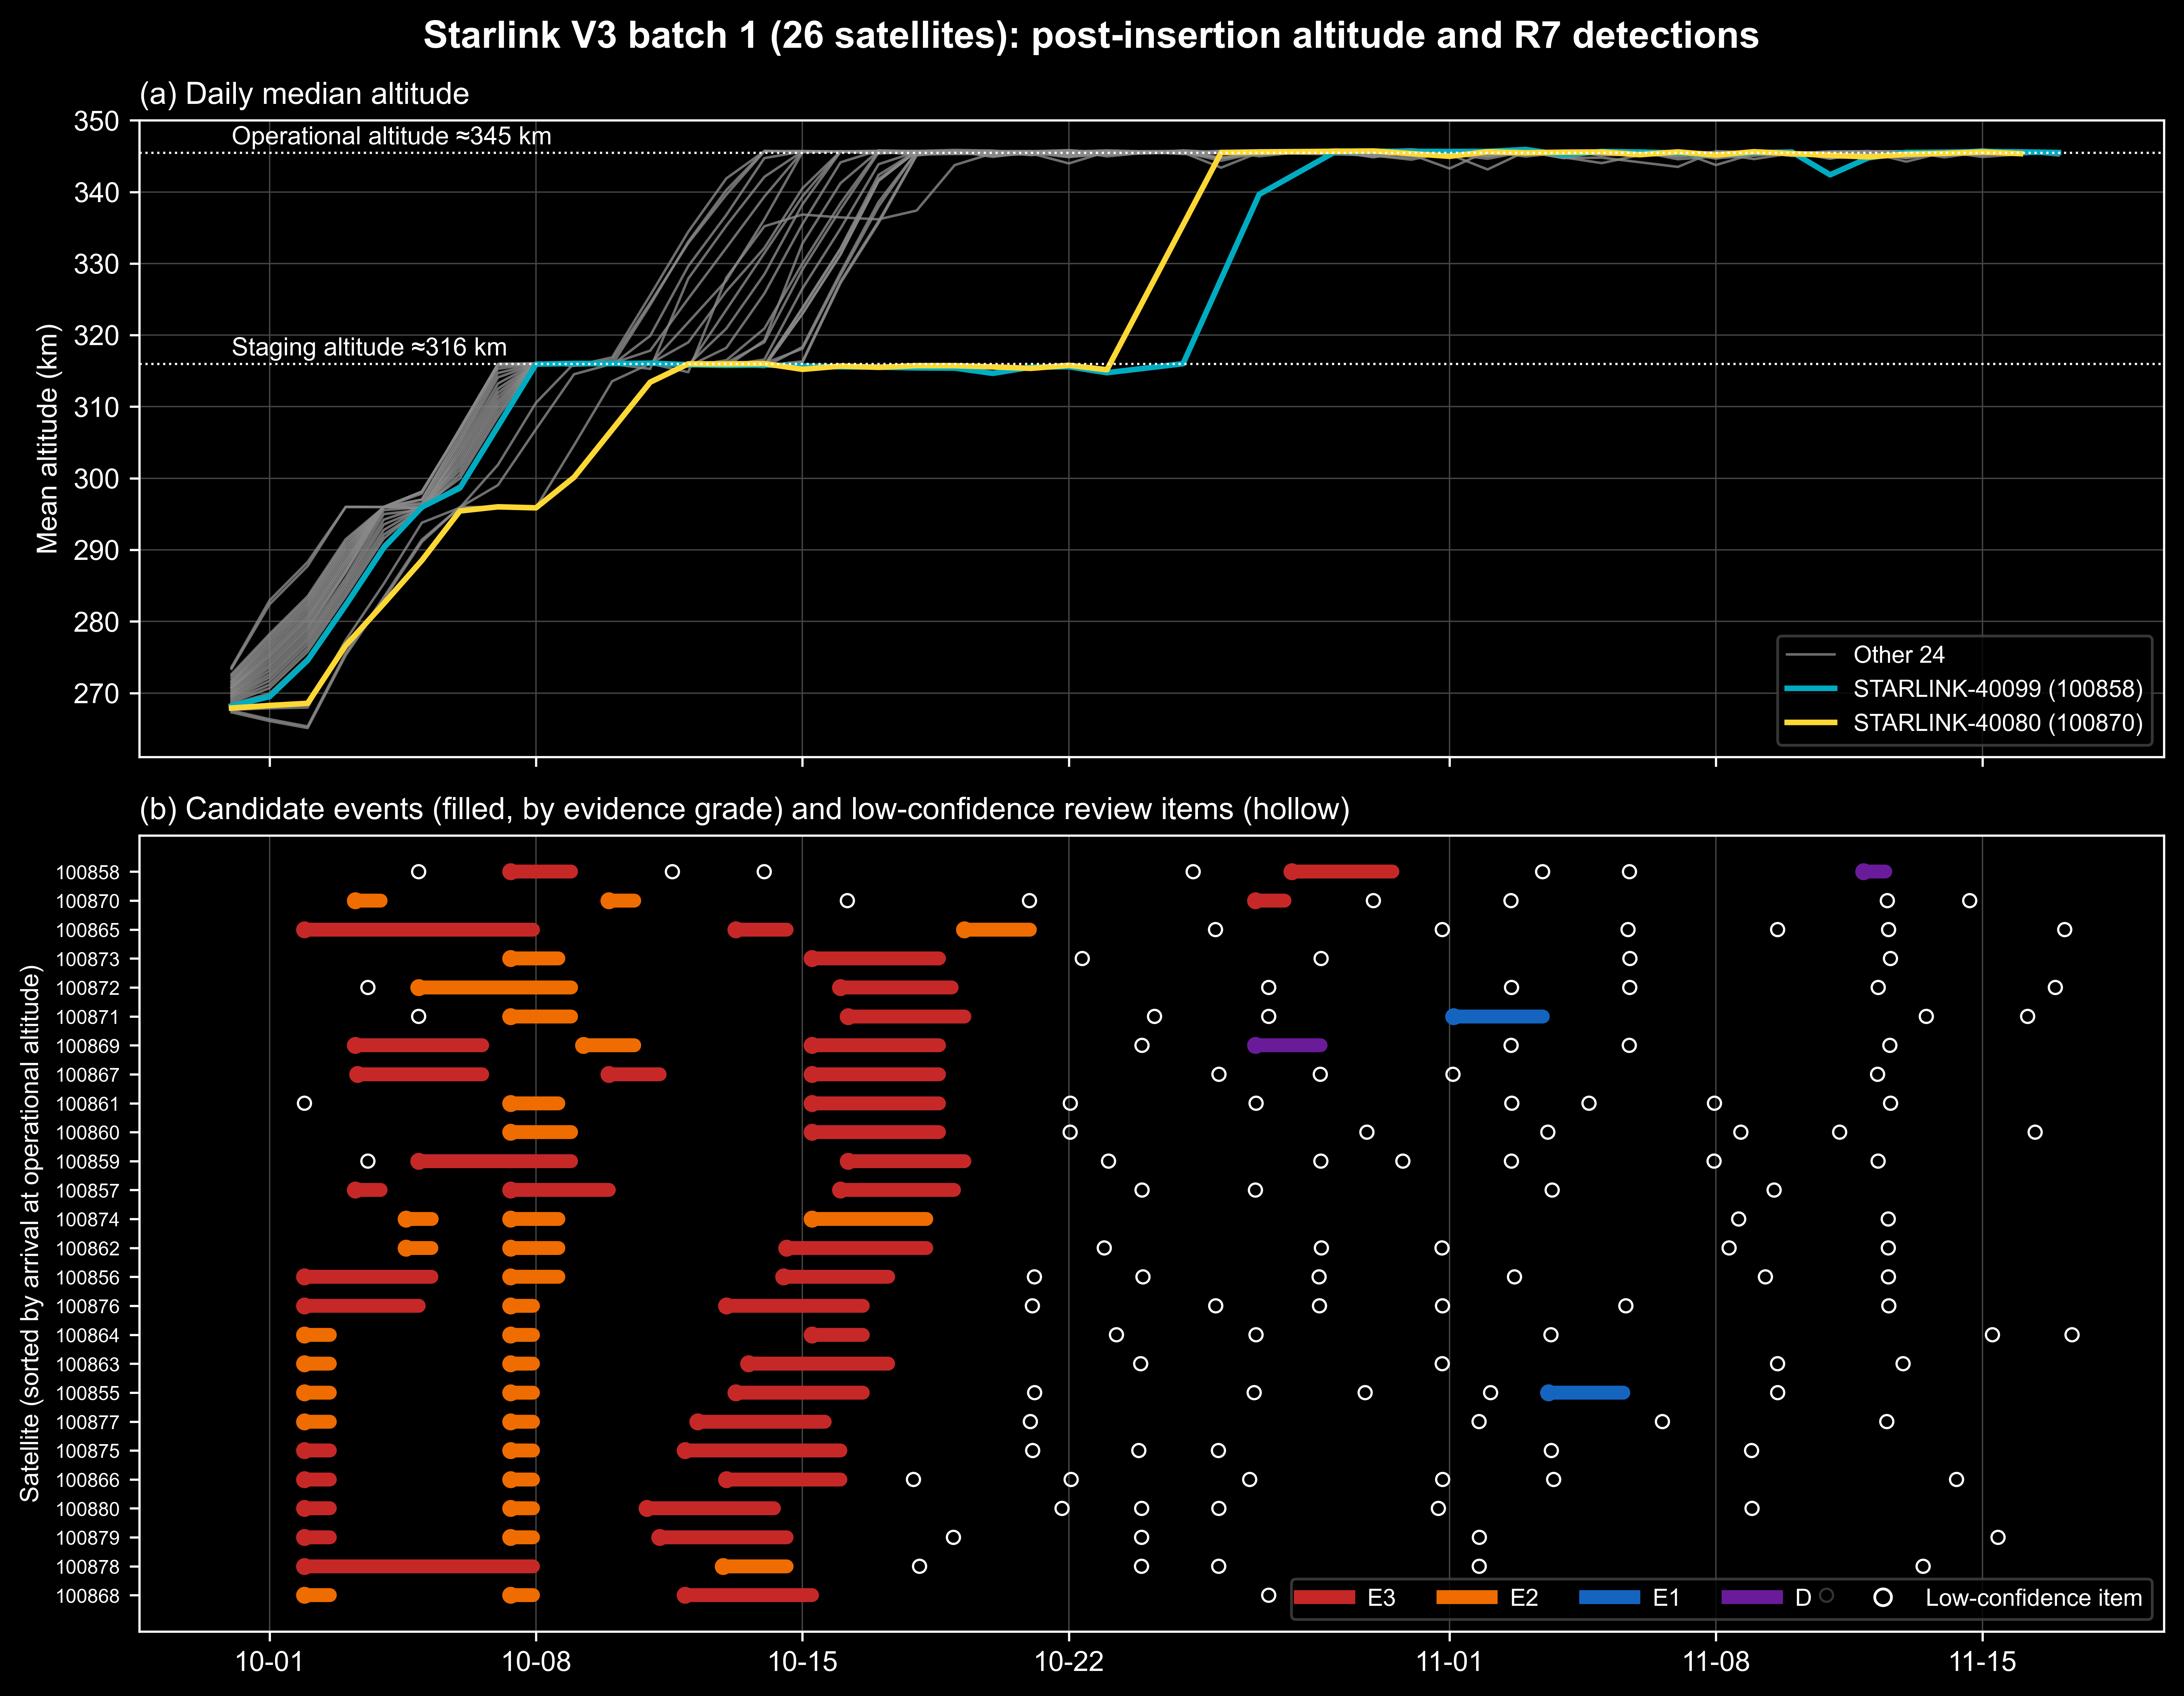 Starlink V3 batch 1 (26 satellites): post-insertion altitude and R7 detections
(a) Daily median altitude
350
340
330
320
310
300
290
280
270
Mean altitude (km)
Operational altitude ≈345 km
Staging altitude ≈316 km
Other 24
STARLINK-40099 (100858)
STARLINK-40080 (100870)
(b) Candidate events (filled, by evidence grade) and low-confidence review items (hollow)
Satellite (sorted by arrival at operational altitude)
100858
100870
100865
100873
100872
100871
100869
100867
100861
100860
100859
100857
100874
100862
100856
100876
100864
100863
100855
100877
100875
100866
100880
100879
100878
100868
E3
E2
E1
D
Low-confidence item
10-01
10-08
10-15
10-22
11-01
11-08
11-15